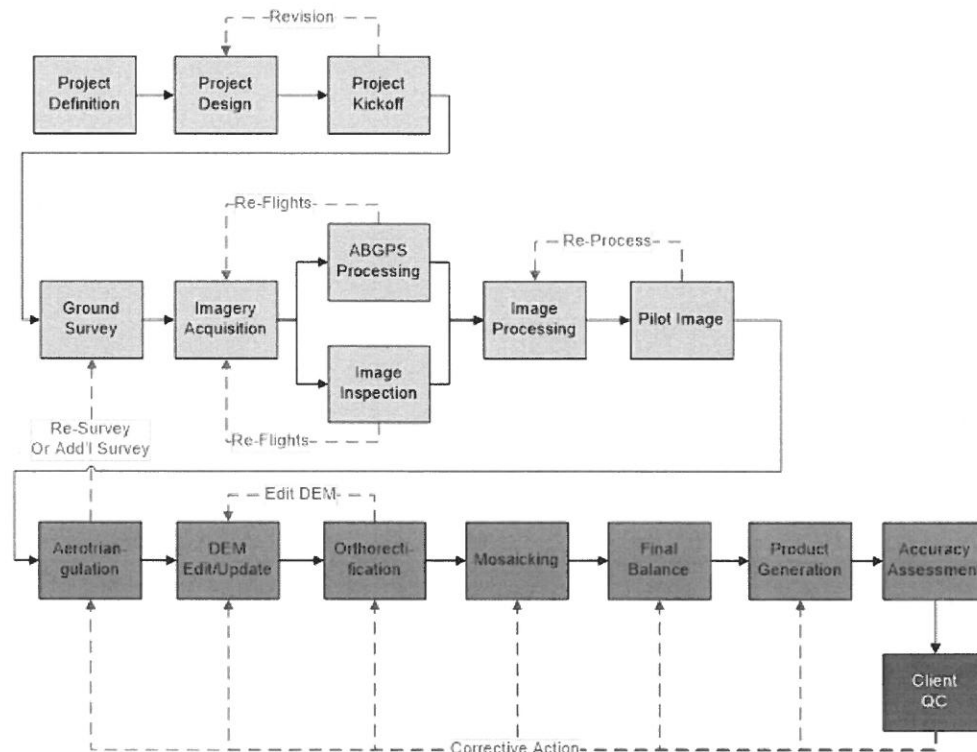 Revision
Project
Definition
Project
Design
Project
Kickoff
Re-Flights
ABGPS
Processing
Re-Process
Ground
Survey
Imagery
Acquisition
Image
Processing
Pilot Image
Image
Inspection
Re-Survey
Or Add'l Survey
Re-Flights
Edit DEM
Aerotrian-
gulation
DEM
Edit/Update
Orthorecti-
fication
Mosaicking
Final
Balance
Product
Generation
Accuracy
Assessmen
Client
QC
Corrective Action